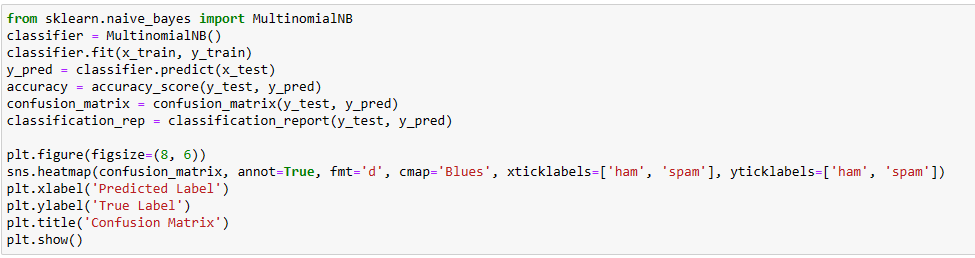 from sklearn.naive_bayes import MultinomialNB
classifier = MultinomialNB()
classifier.fit(x_train, y_train)
y_pred = classifier.predict(x_test)
accuracy = accuracy_score(y_test, y_pred)
confusion_matrix = confusion_matrix(y_test, y_pred)
classification_rep = classification_report(y_test, y_pred)

plt.figure(figsize=(8, 6))
sns.heatmap(confusion_matrix, annot=True, fmt='d', cmap='Blues', xticklabels=['ham', 'spam'], yticklabels=['ham', 'spam'])
plt.xlabel('Predicted Label')
plt.ylabel('True Label')
plt.title('Confusion Matrix')
plt.show()